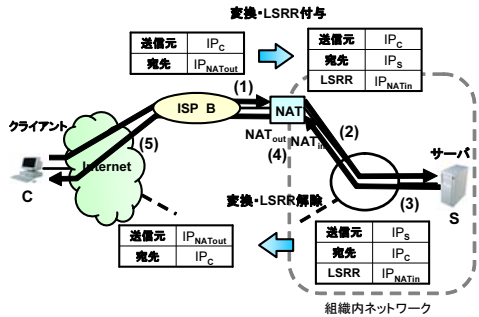 変換・LSRR付与
送信元 IPC
宛先 IPNATout
送信元 IPC
宛先 IPS
LSRR IPNATin
(1)
ISP B
NAT
クライアント
(5)
(2)
NATout
NATin
サーバ
Internet
(4)
C
(3)
S
変換・LSRR解除
送信元 IPNATout
宛先 IPC
送信元 IPS
宛先 IPC
LSRR IPNATin
組織内ネットワーク